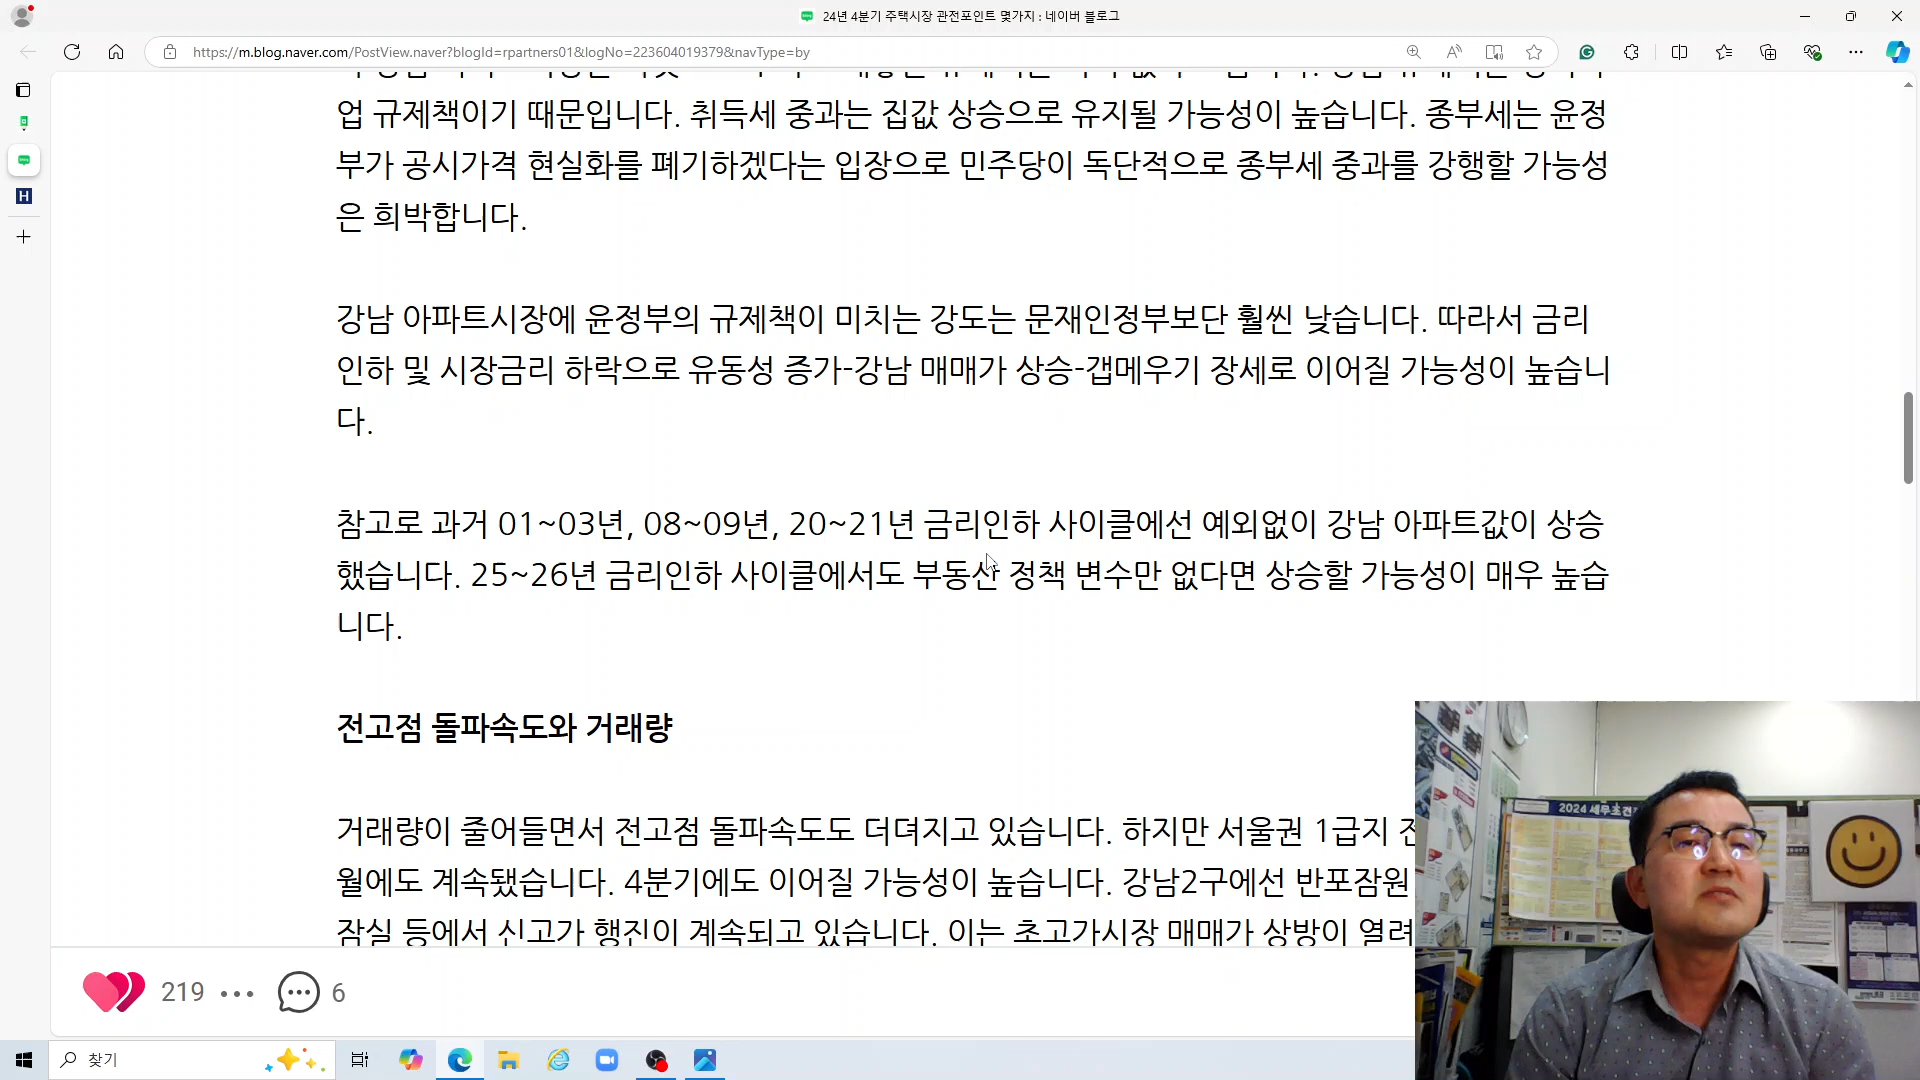 24년 4분기 주택시장 관전포인트 몇가지 : 네이버 블로그
https://m.blog.naver.com/PostView.naver?blogId=rpartners01&logNo=223604019379&navType=by
업 규제책이기 때문입니다. 취득세 중과는 집값 상승으로 유지될 가능성이 높습니다. 종부세는 윤정
부가 공시가격 현실화를 폐기하겠다는 입장으로 민주당이 독단적으로 종부세 중과를 강행할 가능성
은 희박합니다.
강남 아파트시장에 윤정부의 규제책이 미치는 강도는 문재인정부보단 훨씬 낮습니다. 따라서 금리
인하 및 시장금리 하락으로 유동성 증가-강남 매매가 상승-갭메우기 장세로 이어질 가능성이 높습니
다.
참고로 과거 01~03년, 08~09년, 20~21년 금리인하 사이클에선 예외없이 강남 아파트값이 상승
했습니다. 25~26년 금리인하 사이클에서도 부동산 정책 변수만 없다면 상승할 가능성이 매우 높습
니다.
전고점 돌파속도와 거래량
거래량이 줄어들면서 전고점 돌파속도도 더뎌지고 있습니다. 하지만 서울권 1급지
월에도 계속됐습니다. 4분기에도 이어질 가능성이 높습니다. 강남2구에선 반포잠원
잠실 등에서 신고가 행진이 계속되고 있습니다. 이는 초고가시장 매매가 상방이 열려
2024 세무조견
219
6
찾기
H